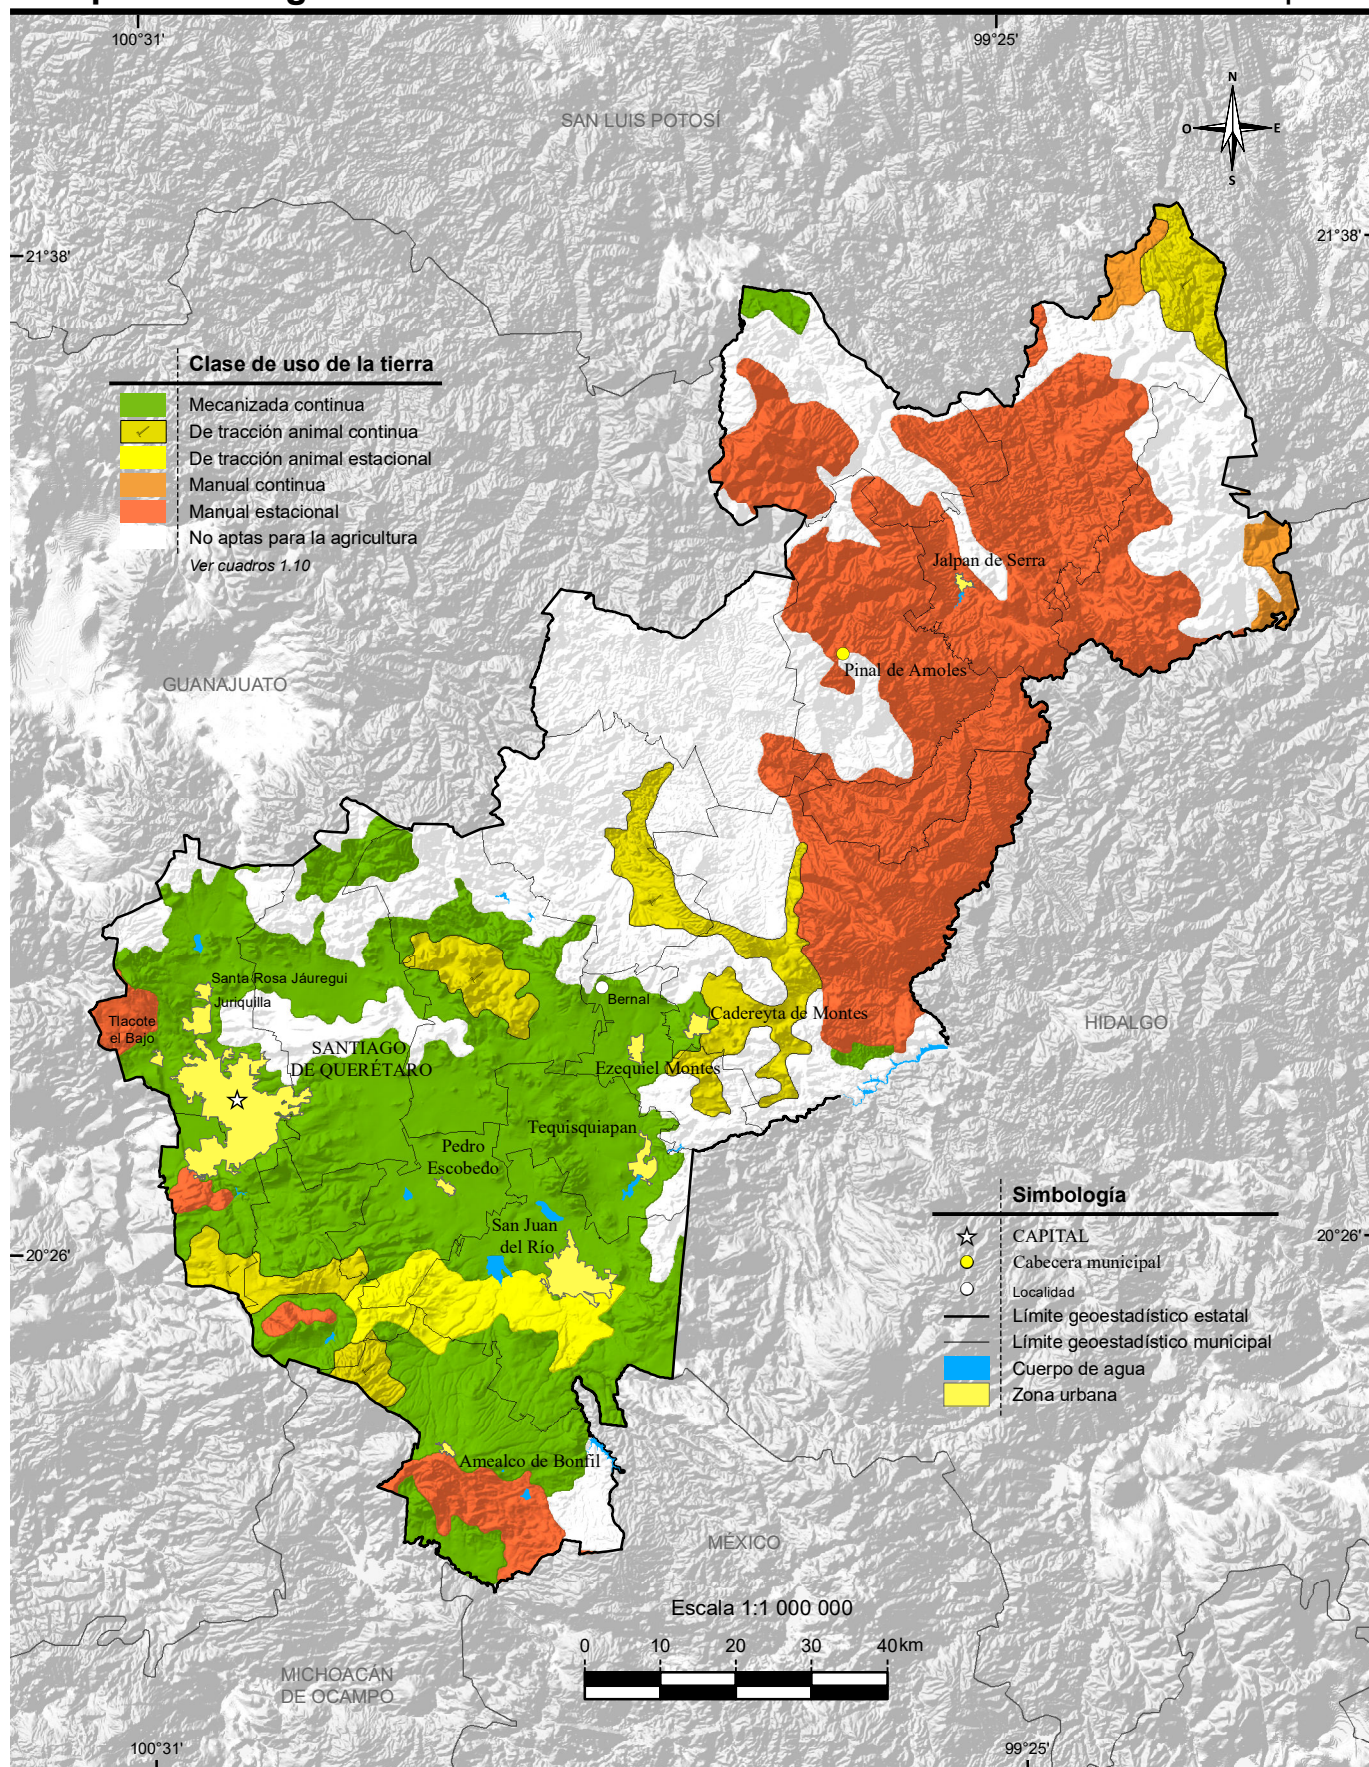 100°31'
99°25'
SAN LUIS POTOSÍ
N
O
E
S
21°38'
21°38'
Clase de uso de la tierra
Mecanizada continua
De tracción animal continua
De tracción animal estacional
Manual continua
Manual estacional
No aptas para la agricultura
Ver cuadros 1.10
Jalpan de Serra
GUANAJUATO
Pinal de Amoles
Santa Rosa Jáuregui
Juriquilla
Bernal
Tlacote
el Bajo
Cadereyta de Montes
HIDALGO
SANTIAGO
DE QUERÉTARO
Ezequiel Montes
Tequisquiapan
Pedro
Escobedo
San Juan
del Río
Simbología
CAPITAL
Cabecera municipal
Localidad
Límite geoestadístico estatal
Límite geoestadístico municipal
Cuerpo de agua
Zona urbana
20°26'
20°26'
Amealco de Bonfil
MÉXICO
Escala 1:1 000 000
0 10 20 30 40 km
MICHOACÁN
DE OCAMPO
100°31'
99°25'